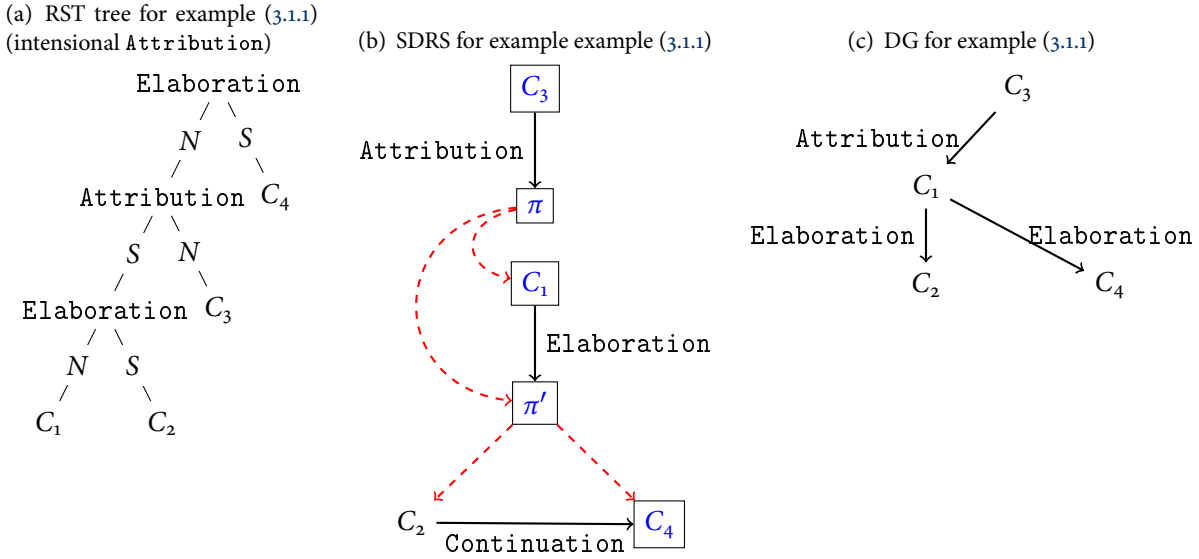 (a) RST tree for example (3.1.1)
(intensional Attribution)
Elaboration
N S
Attribution C4
S N
Elaboration C3
N S
C1 C2
(b) SDRS for example example (3.1.1)
C3
Attribution
π
C1
Elaboration
π′
C2 C4
Continuation
(c) DG for example (3.1.1)
C3
Attribution
C1
Elaboration Elaboration
C2 C4